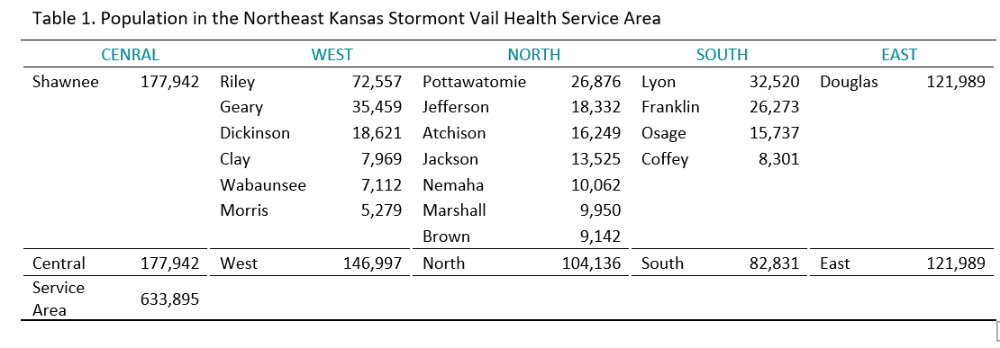 Table 1. Population in the Northeast Kansas Stormont Vail Health Service Area
CENRAL WEST NORTH SOUTH EAST
Shawnee 177,942 Riley 72,557 Pottawatomie 26,876 Lyon 32,520 Douglas 121,989
Geary 35,459 Jefferson 18,332 Franklin 26,273
Dickinson 18,621 Atchison 16,249 Osage 15,737
Clay 7,969 Jackson 13,525 Coffey 8,301
Wabaunsee 7,112 Nemaha 10,062
Morris 5,279 Marshall 9,950
Brown 9,142
Central 177,942 West 146,997 North 104,136 South 82,831 East 121,989
Service
Area 633,895